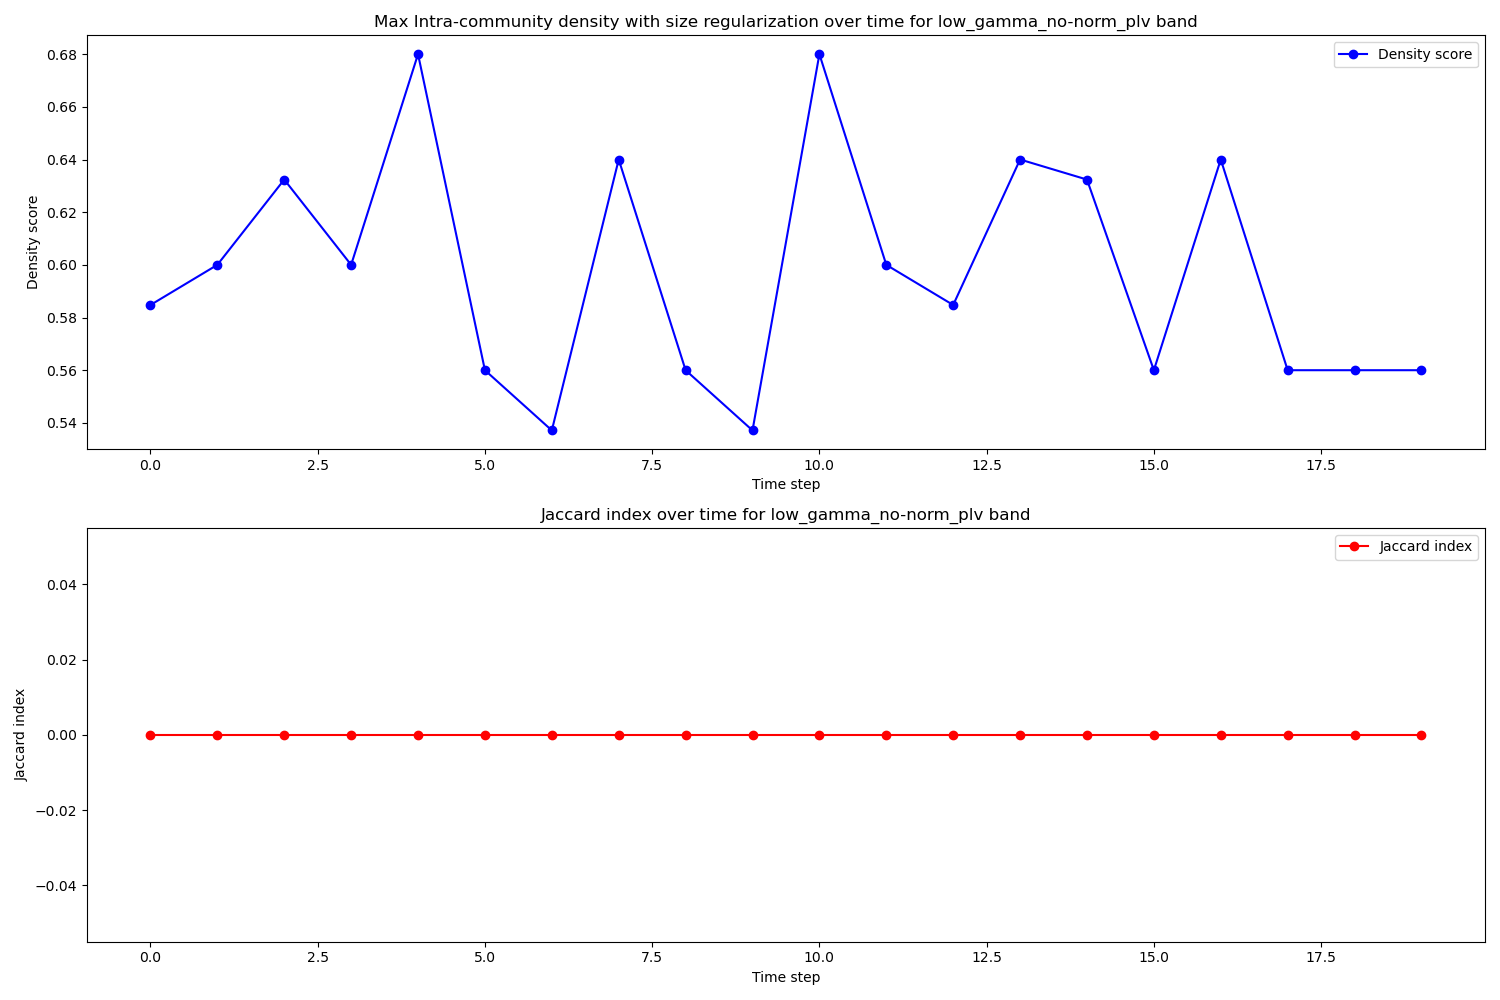 Max Intra-community density with size regularization over time for low_gamma_no-norm_plv band
Density score
0.68
0.66
0.64
0.62
0.60
0.58
0.56
0.54
Density score
0.0 2.5 5.0 7.5 10.0 12.5 15.0 17.5
Time step
Jaccard index over time for low_gamma_no-norm_plv band
Jaccard index
0.04
0.02
0.00
−0.02
−0.04
Jaccard index
0.0 2.5 5.0 7.5 10.0 12.5 15.0 17.5
Time step